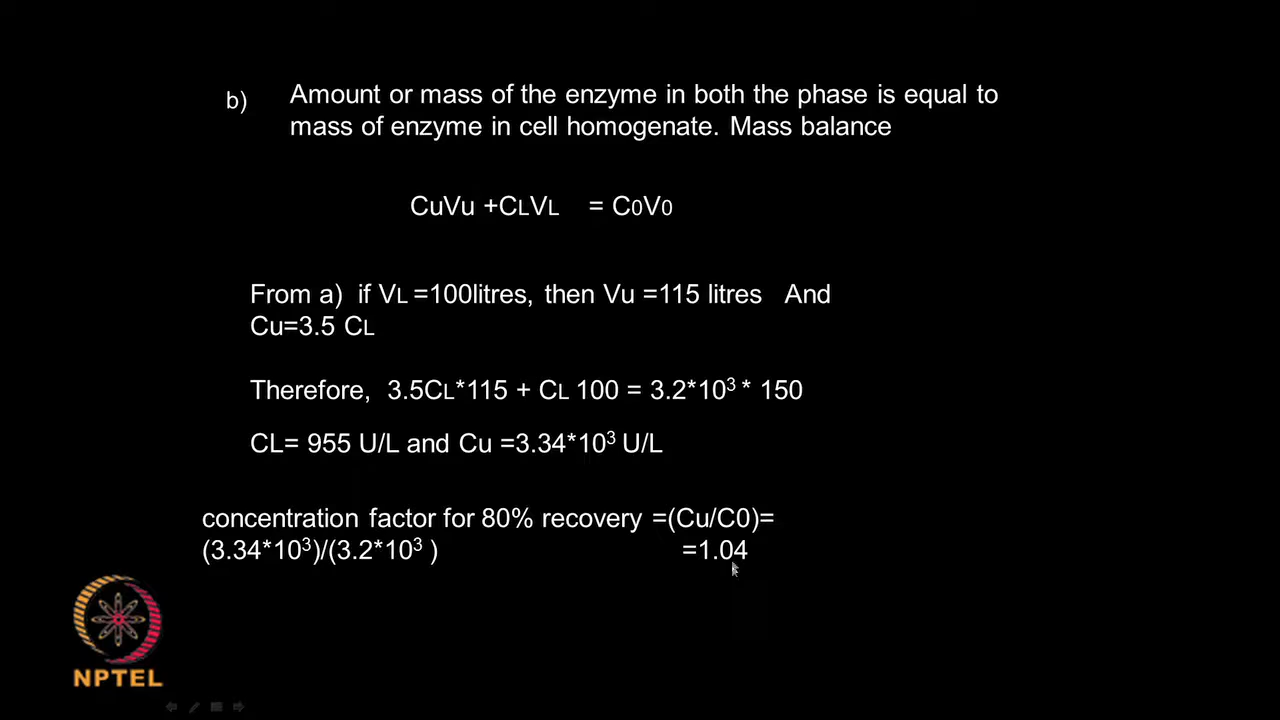 b) Amount or mass of the enzyme in both the phase is equal to
mass of enzyme in cell homogenate. Mass balance
CuVu +CLVL = C0V0
From a) if VL =100litres, then Vu =115 litres And
Cu=3.5 CL
Therefore, 3.5CL*115 + CL 100 = 3.2*10³ * 150
CL= 955 U/L and Cu =3.34*10³ U/L
concentration factor for 80% recovery =(Cu/C0)=
(3.34*10³)/(3.2*10³ ) =1.04
NPTEL